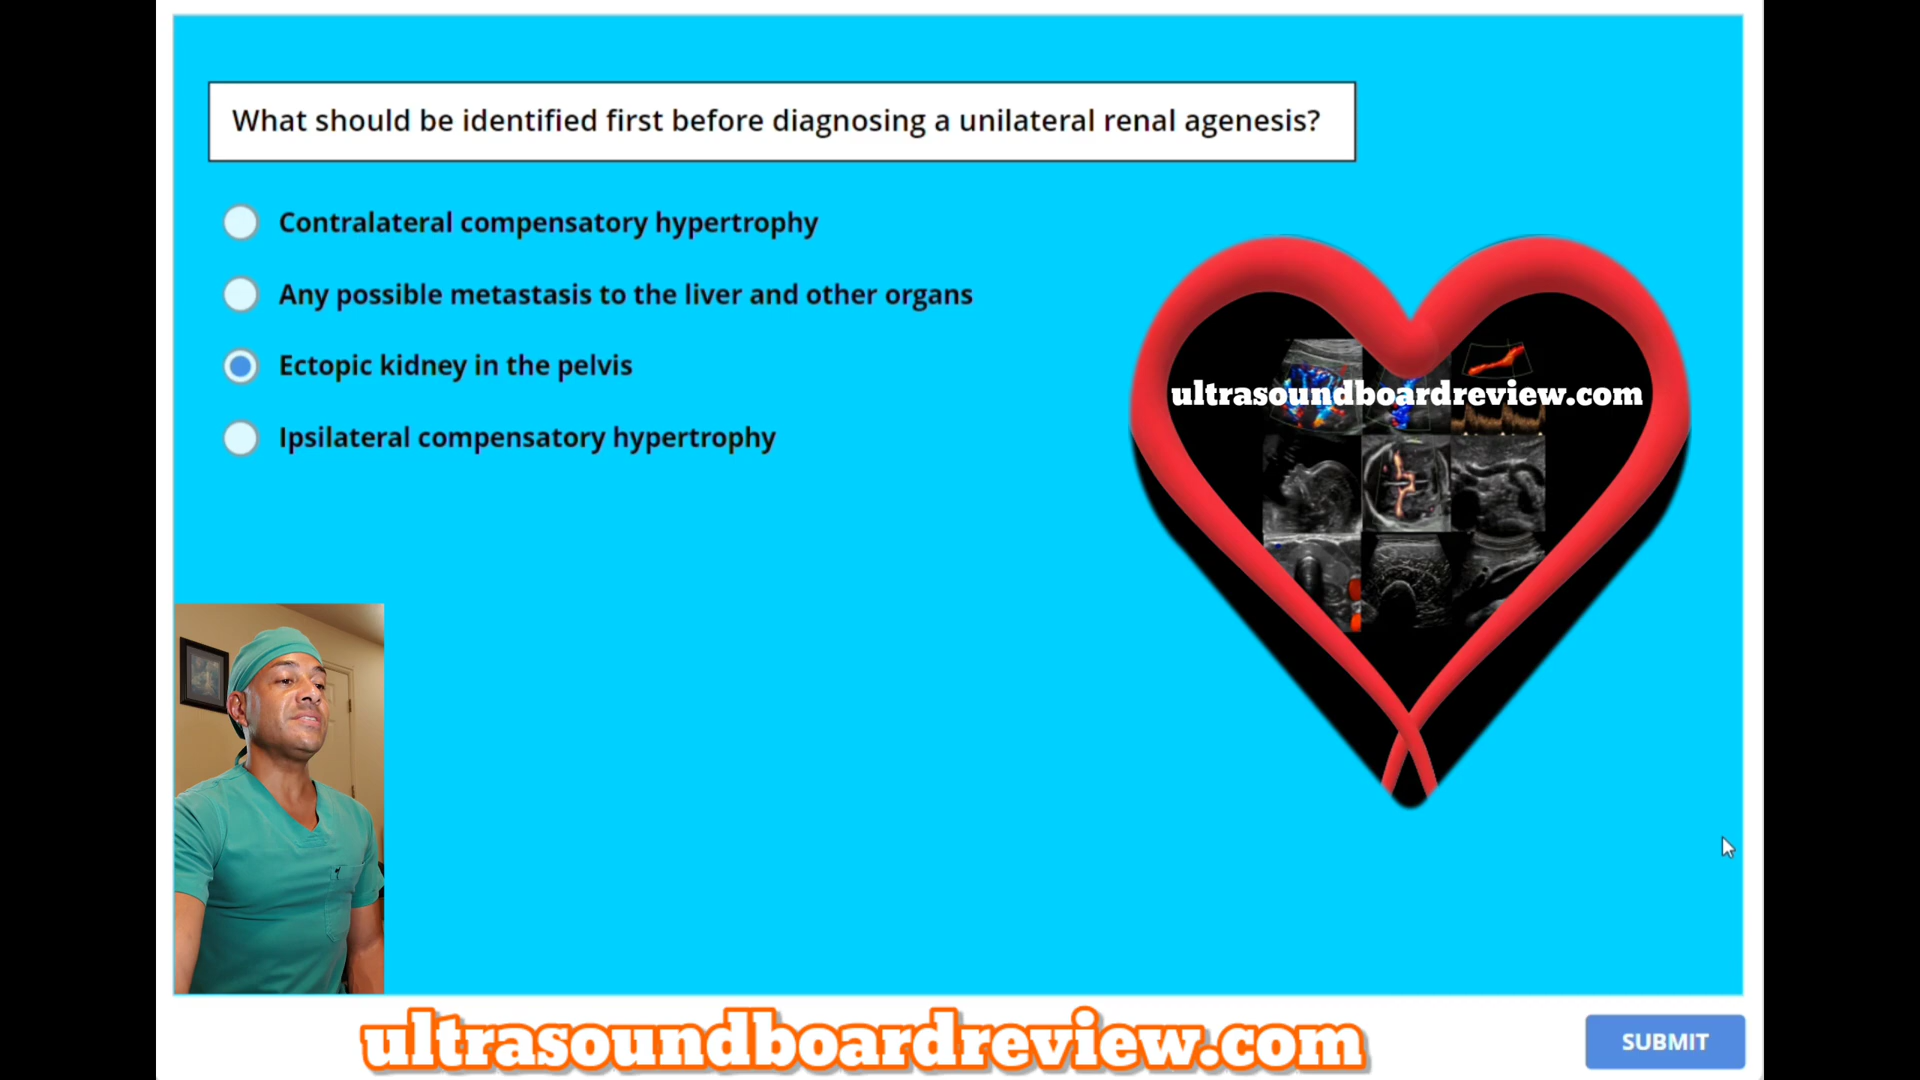 What should be identified first before diagnosing a unilateral renal agenesis?
Contralateral compensatory hypertrophy
Any possible metastasis to the liver and other organs
Ectopic kidney in the pelvis
Ipsilateral compensatory hypertrophy
ultrasoundboardreview.com
ultrasoundboardreview.com
SUBMIT